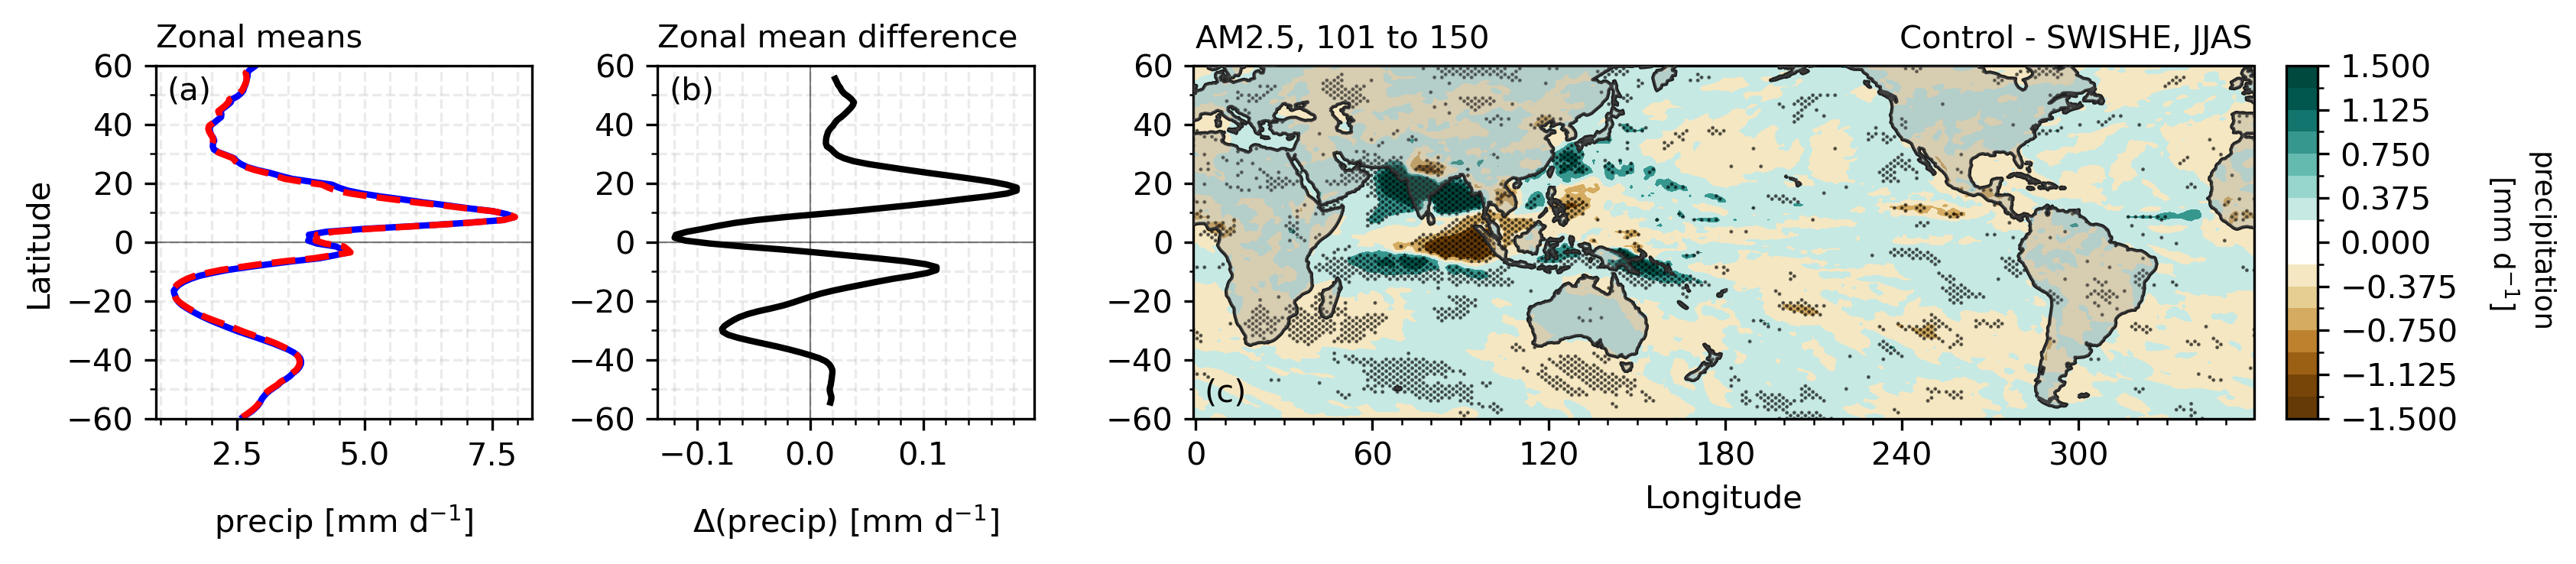 Zonal means
(a)
60
40
20
0
−20
−40
−60
Latitude
2.5 5.0 7.5
precip [mm d⁻¹]
Zonal mean difference
(b)
60
40
20
0
−20
−40
−60
−0.1 0.0 0.1
Δ(precip) [mm d⁻¹]
AM2.5, 101 to 150
Control - SWISHE, JJAS
(c)
60
40
20
0
−20
−40
−60
0 60 120 180 240 300
Longitude
1.500
1.125
0.750
0.375
0.000
−0.375
−0.750
−1.125
−1.500
precipitation
[mm d⁻¹]